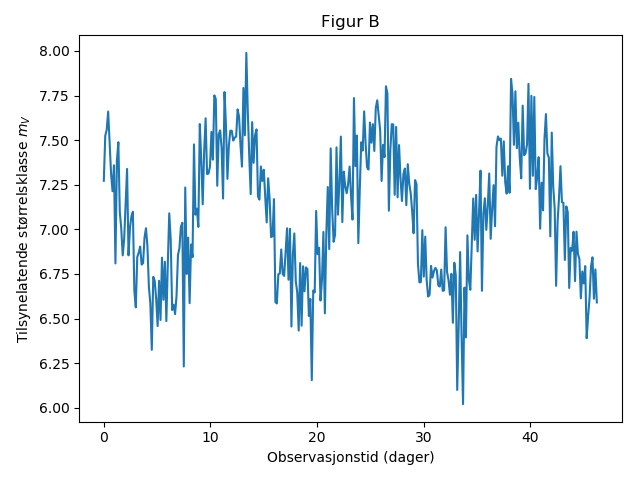 Figur B
Tilsynelatende størrelsklasse m_V
8.00
7.75
7.50
7.25
7.00
6.75
6.50
6.25
6.00
0 10 20 30 40
Observasjonstid (dager)